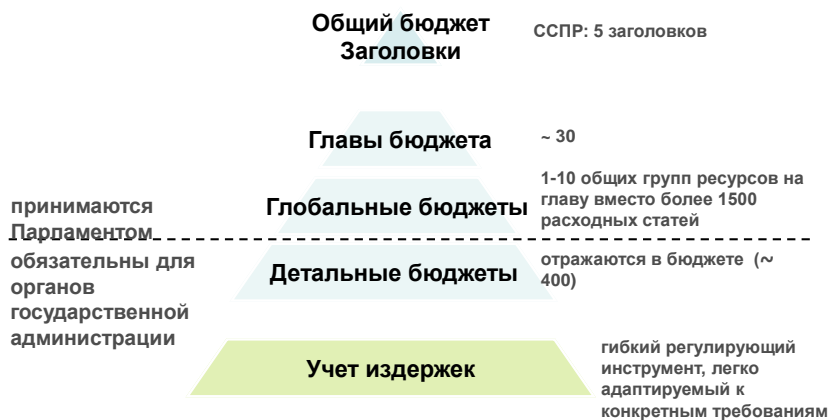 Общий бюджет
Заголовки
ССПР: 5 заголовков
Главы бюджета
~ 30
Глобальные бюджеты
1-10 общих групп ресурсов на
главу вместо более 1500
расходных статей
принимаются
Парламентом
обязательны для
органов
государственной
администрации
Детальные бюджеты
отражаются в бюджете (~
400)
Учет издержек
гибкий регулирующий
инструмент, легко
адаптируемый к
конкретным требованиям